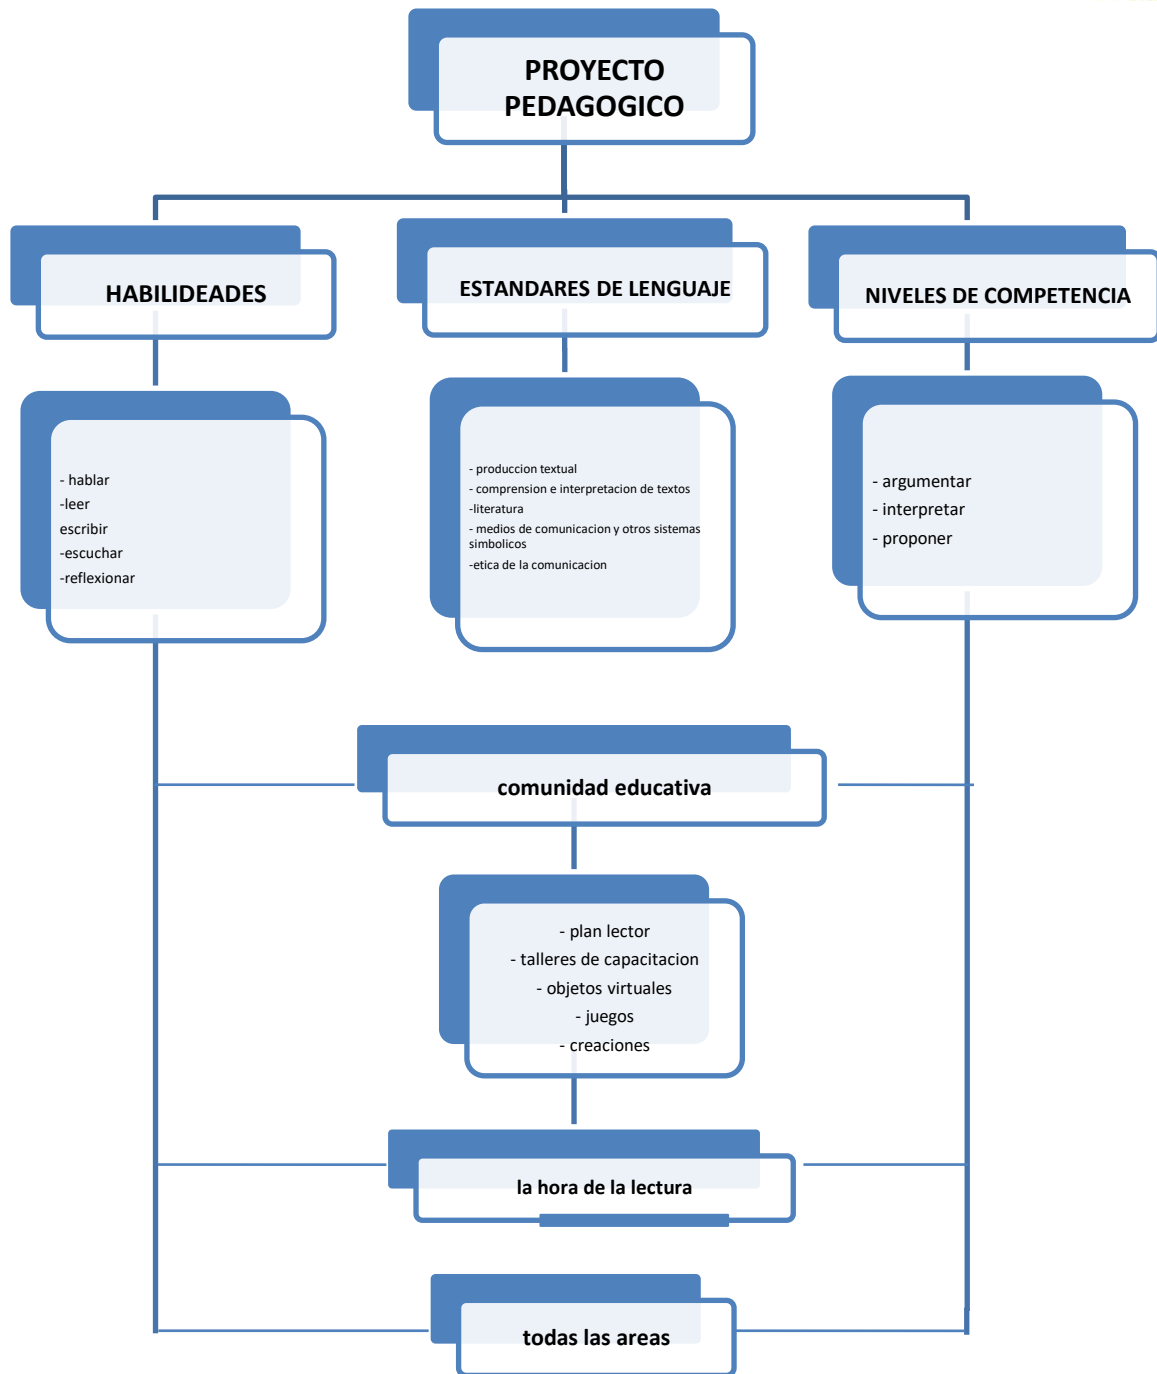 PROYECTO
PEDAGOGICO
HABILIDEADES
ESTANDARES DE LENGUAJE
NIVELES DE COMPETENCIA
- hablar
-leer
escribir
-escuchar
-reflexionar
- produccion textual
- comprension e interpretacion de textos
-literatura
- medios de comunicacion y otros sistemas
simbolicos
-etica de la comunicacion
- argumentar
- interpretar
- proponer
comunidad educativa
- plan lector
- talleres de capacitacion
- objetos virtuales
- juegos
- creaciones
la hora de la lectura
todas las areas